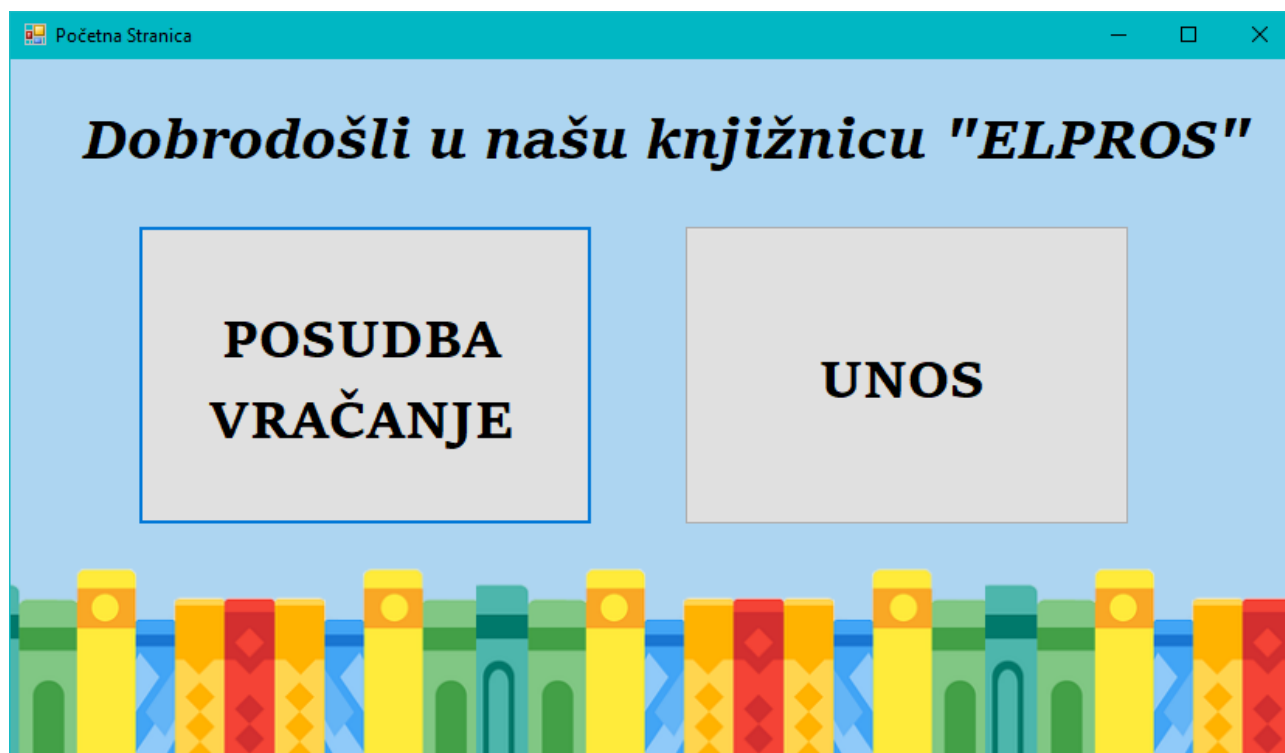 Početna Stranica
Dobrodošli u našu knjižnicu "ELPROS"
POSUDBA
VRAČANJE
UNOS